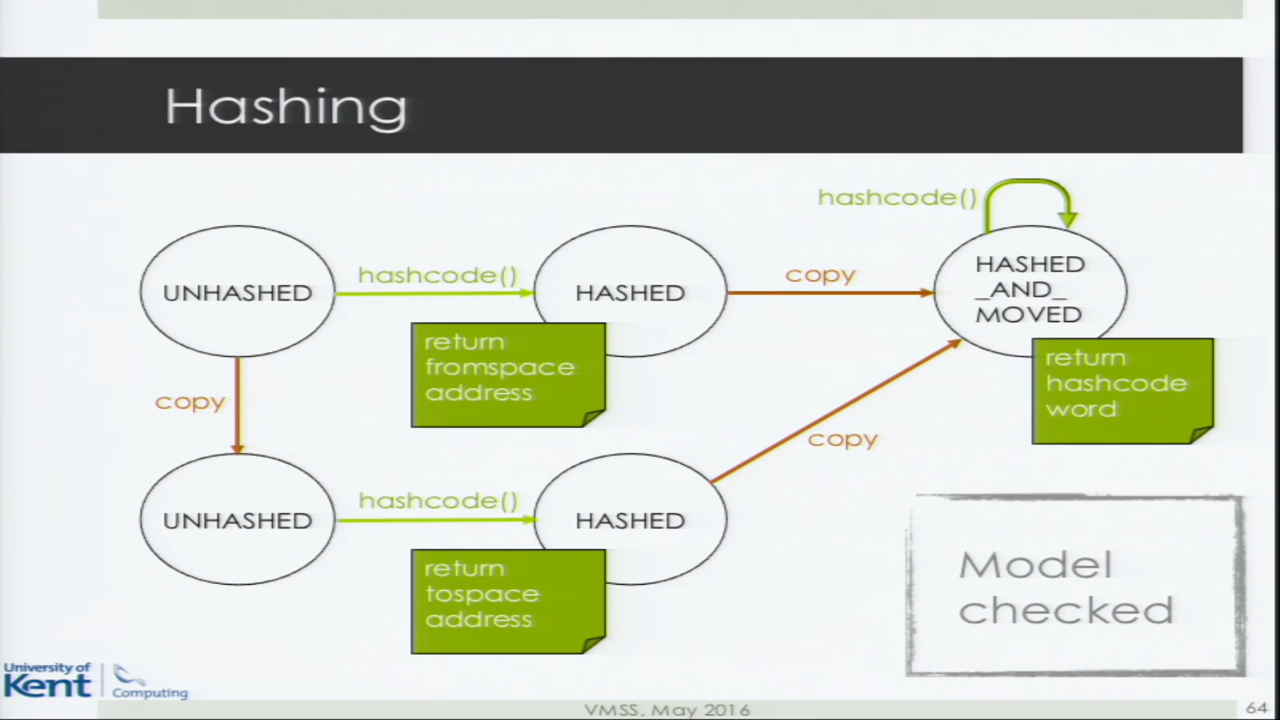 Hashing
hashcode()
UNHASHED
hashcode()
HASHED
copy
HASHED
_AND_
MOVED
return
fromspace
address
return
hashcode
word
copy
copy
UNHASHED
hashcode()
HASHED
return
tospace
address
Model
checked
University of
Kent
Computing
VMSS, May 2016
64